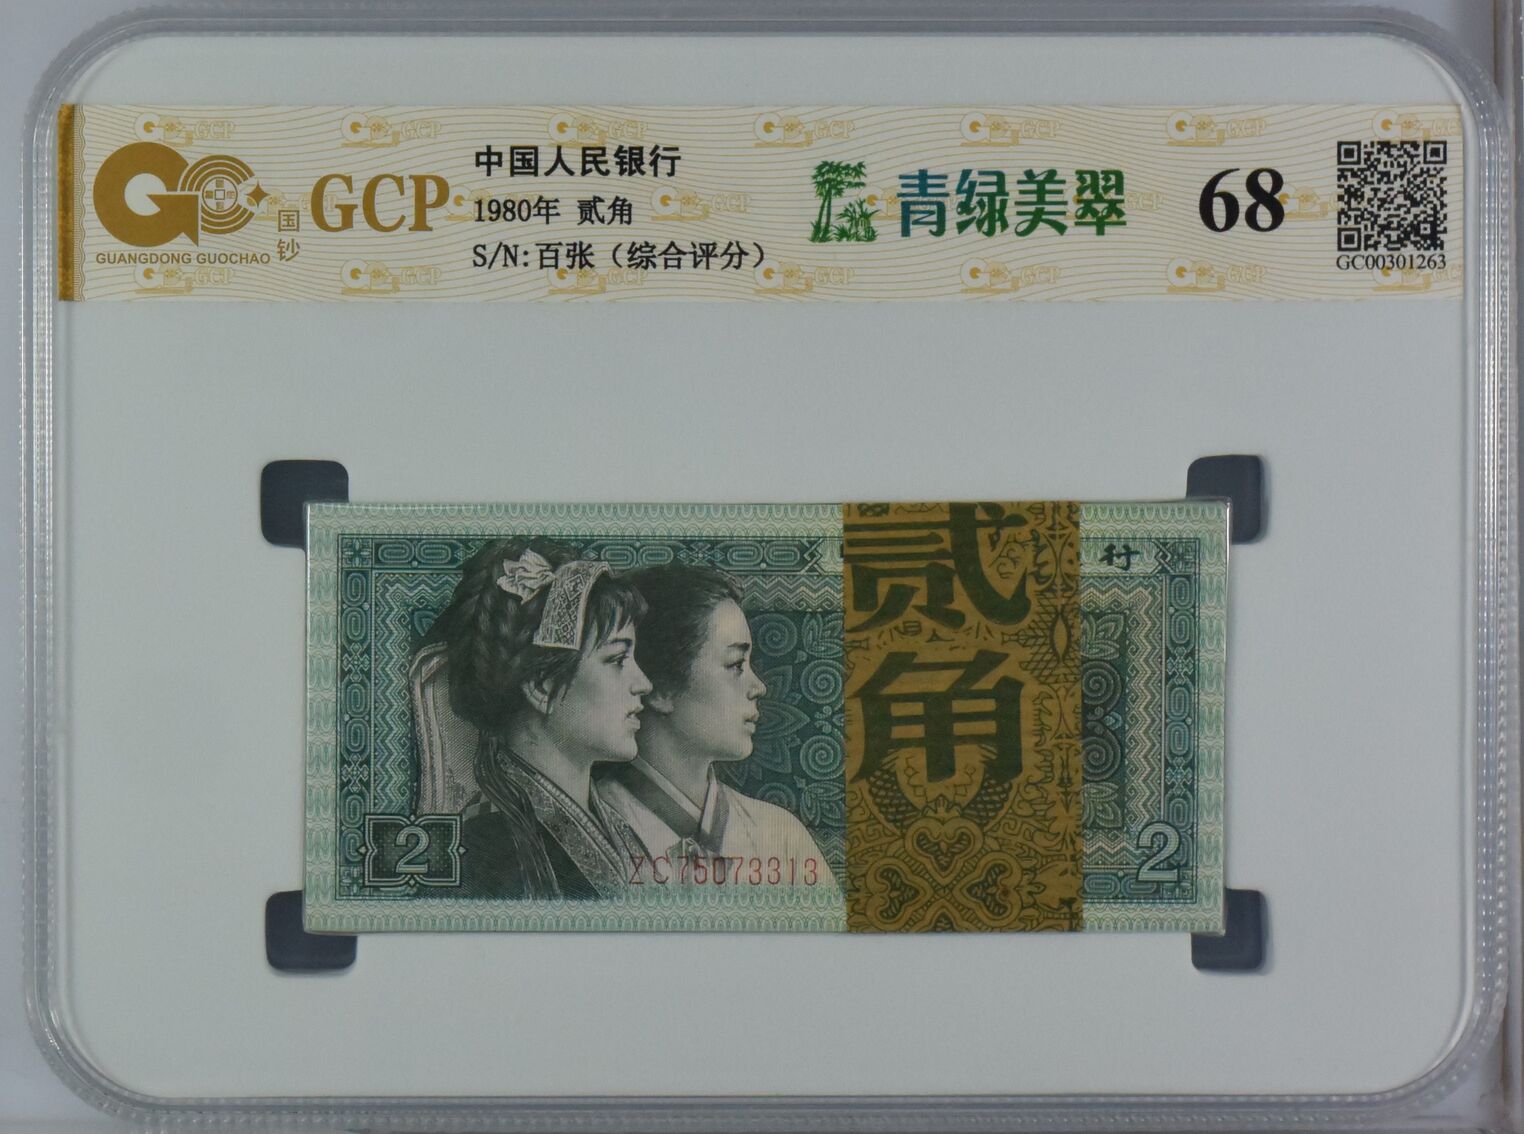 GCP
国钞
GUANGDONG GUOCHAO
中国人民银行
1980年 贰角
S/N:百张（综合评分）
青绿美翠
68
GC00301263
行
贰角
2
ZC75073313
2